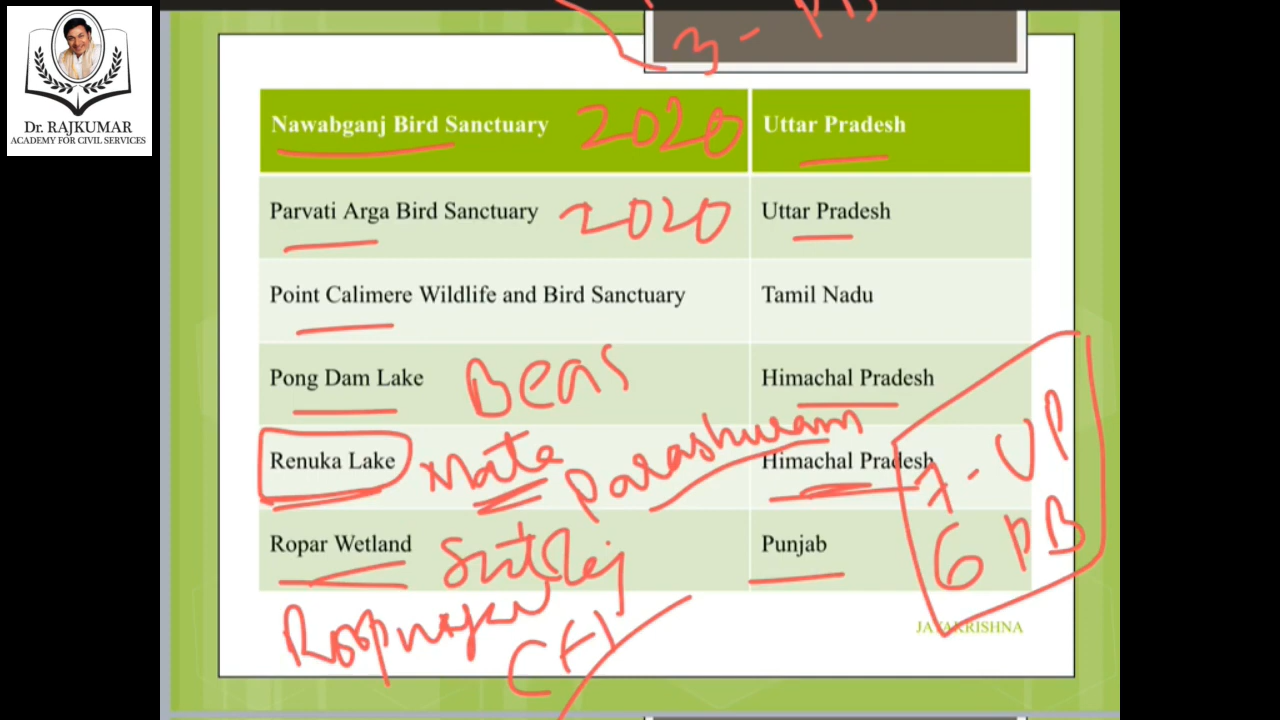 3 - PB
Dr. RAJKUMAR
ACADEMY FOR CIVIL SERVICES
Nawabganj Bird Sanctuary 2020 Uttar Pradesh
Parvati Arga Bird Sanctuary 2020 Uttar Pradesh
Point Calimere Wildlife and Bird Sanctuary Tamil Nadu
Pong Dam Lake Beas Himachal Pradesh
Renuka Lake Mata Parashuram Himachal Pradesh
7 - UP
Ropar Wetland Sutlej Punjab
6 PB
Roopnagar
JAYAKRISHNA